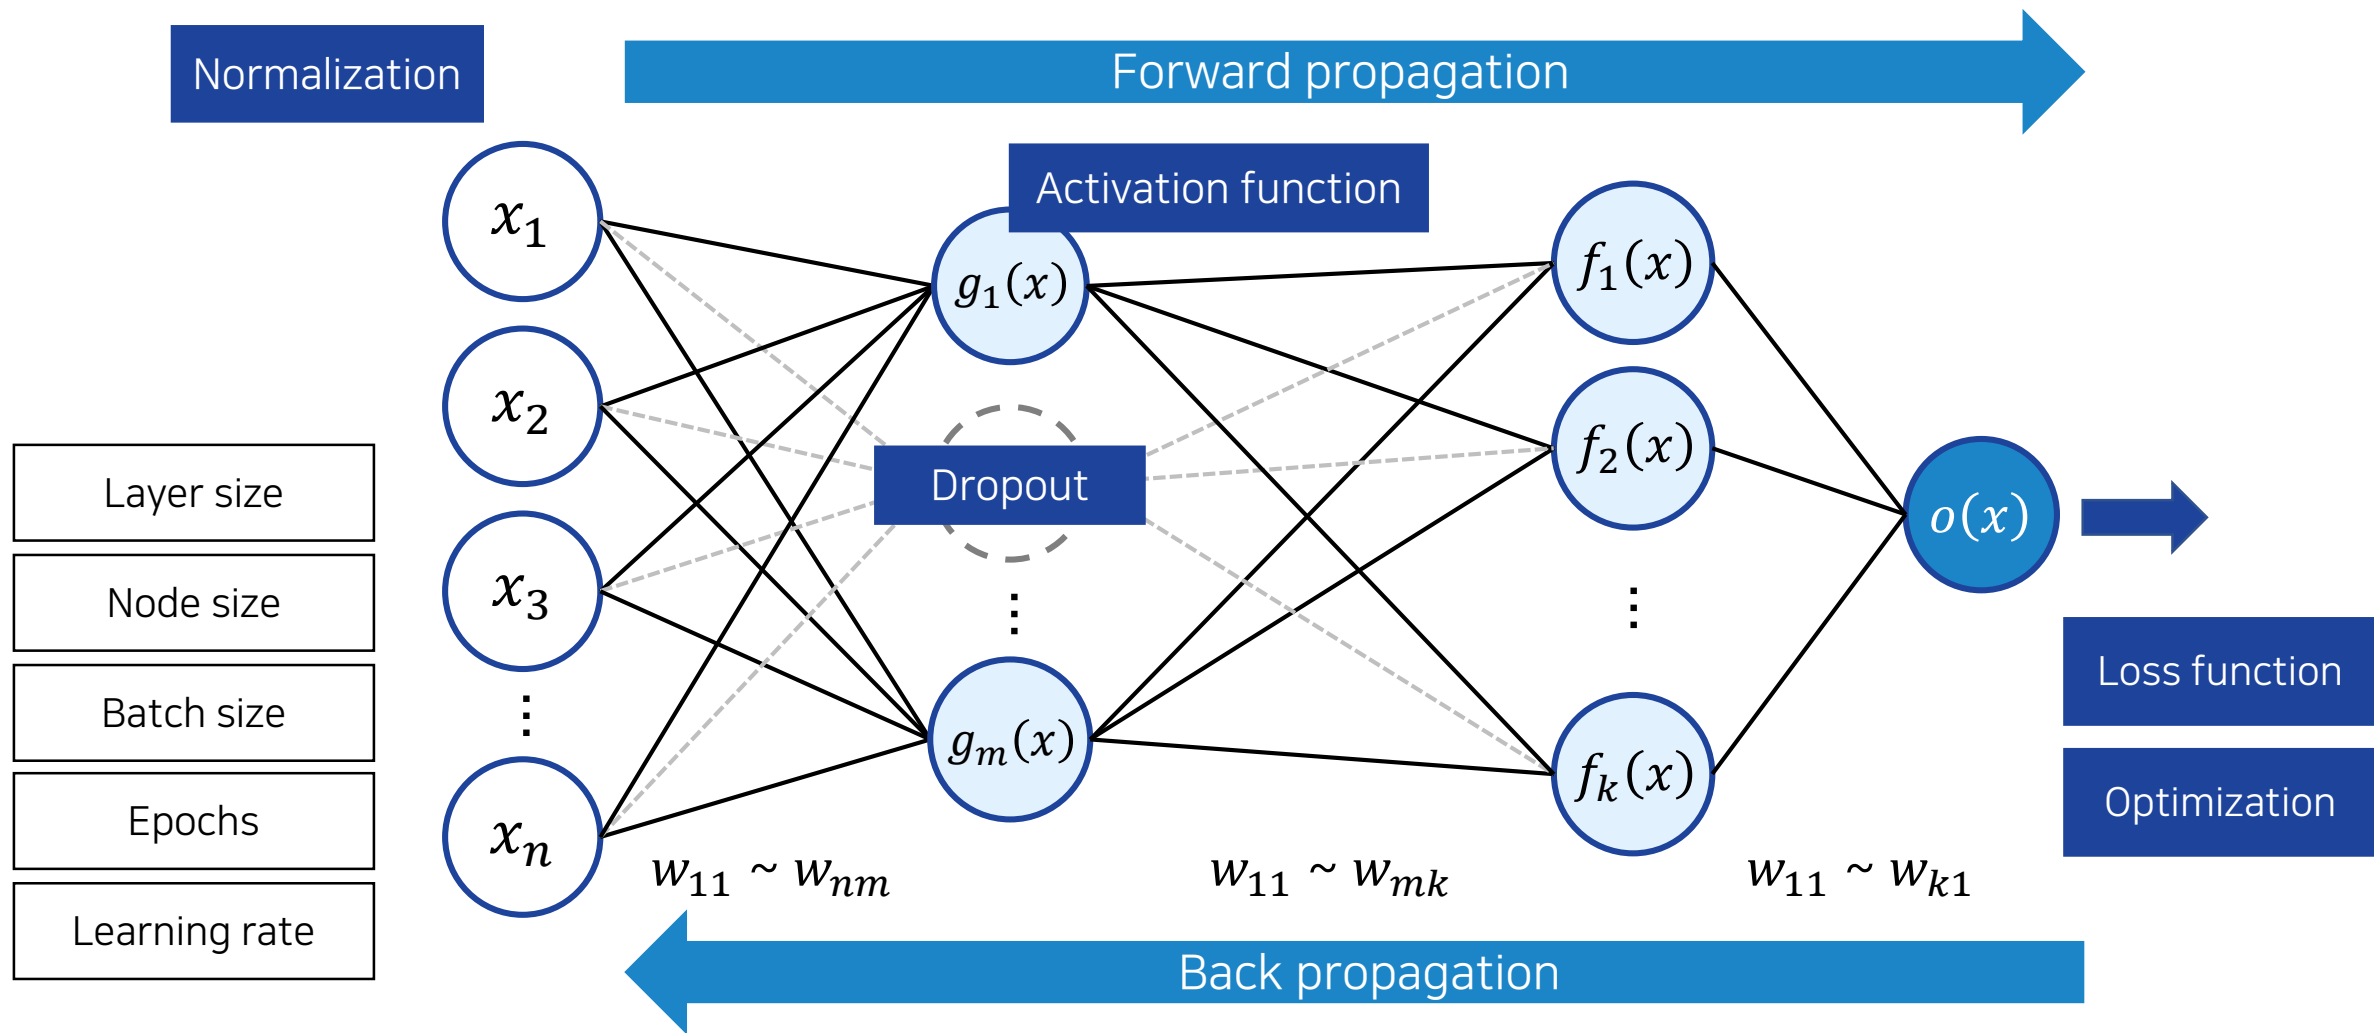 Normalization
Forward propagation
Activation function
x₁
x₂
x₃
⋮
xₙ
g₁(x)
Dropout
⋮
gₘ(x)
f₁(x)
f₂(x)
⋮
fₖ(x)
o(x)
Layer size
Node size
Batch size
Epochs
Learning rate
Loss function
Optimization
w₁₁ ~ wₙₘ
w₁₁ ~ wₘₖ
w₁₁ ~ wₖ₁
Back propagation